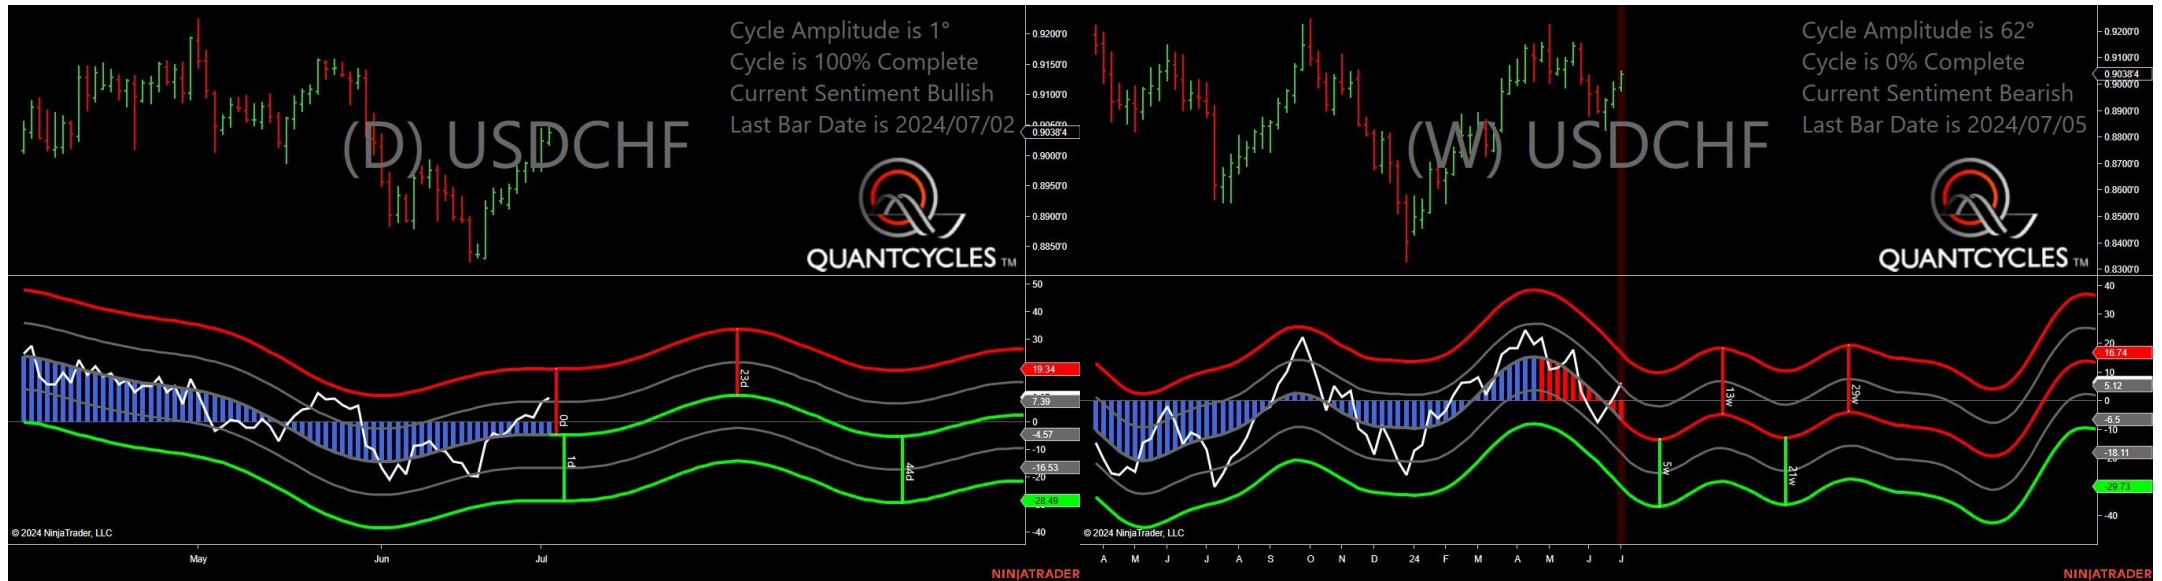 Cycle Amplitude is 1°
Cycle is 100% Complete
Current Sentiment Bullish
Last Bar Date is 2024/07/02
(D) USDCHF
QUANTCYCLES TM
0.9200'0
0.9150'0
0.9100'0
0.9038'4
0.9000'0
0.8950'0
0.8900'0
0.8850'0
50
40
30
19.34
7.39
0
-4.57
-10
-16.53
-20
-28.49
-40
0d
1d
23d
44d
© 2024 NinjaTrader, LLC
May
Jun
Jul
NINJATRADER
Cycle Amplitude is 62°
Cycle is 0% Complete
Current Sentiment Bearish
Last Bar Date is 2024/07/05
(W) USDCHF
QUANTCYCLES TM
0.9200'0
0.9100'0
0.9038'4
0.9000'0
0.8900'0
0.8800'0
0.8700'0
0.8600'0
0.8500'0
0.8400'0
0.8300'0
40
30
20
16.74
10
5.12
0
-6.5
-10
-18.11
-29.73
-40
5w
13w
21w
29w
© 2024 NinjaTrader, LLC
A M J J A S O N D 24 F M A M J J
NINJATRADER